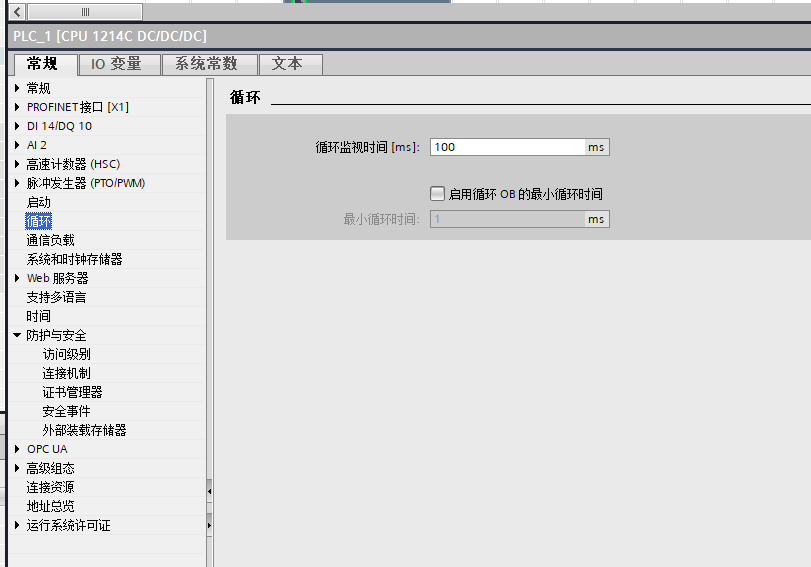 PLC_1 [CPU 1214C DC/DC/DC]
常规 IO 变量 系统常数 文本
常规
PROFINET接口 [X1]
DI 14/DQ 10
AI 2
高速计数器 (HSC)
脉冲发生器 (PTO/PWM)
启动
循环
通信负载
系统和时钟存储器
Web 服务器
支持多语言
时间
防护与安全
访问级别
连接机制
证书管理器
安全事件
外部装载存储器
OPC UA
高级组态
连接资源
地址总览
运行系统许可证
循环
循环监视时间 [ms]: 100 ms
启用循环 OB 的最小循环时间
最小循环时间: 1 ms